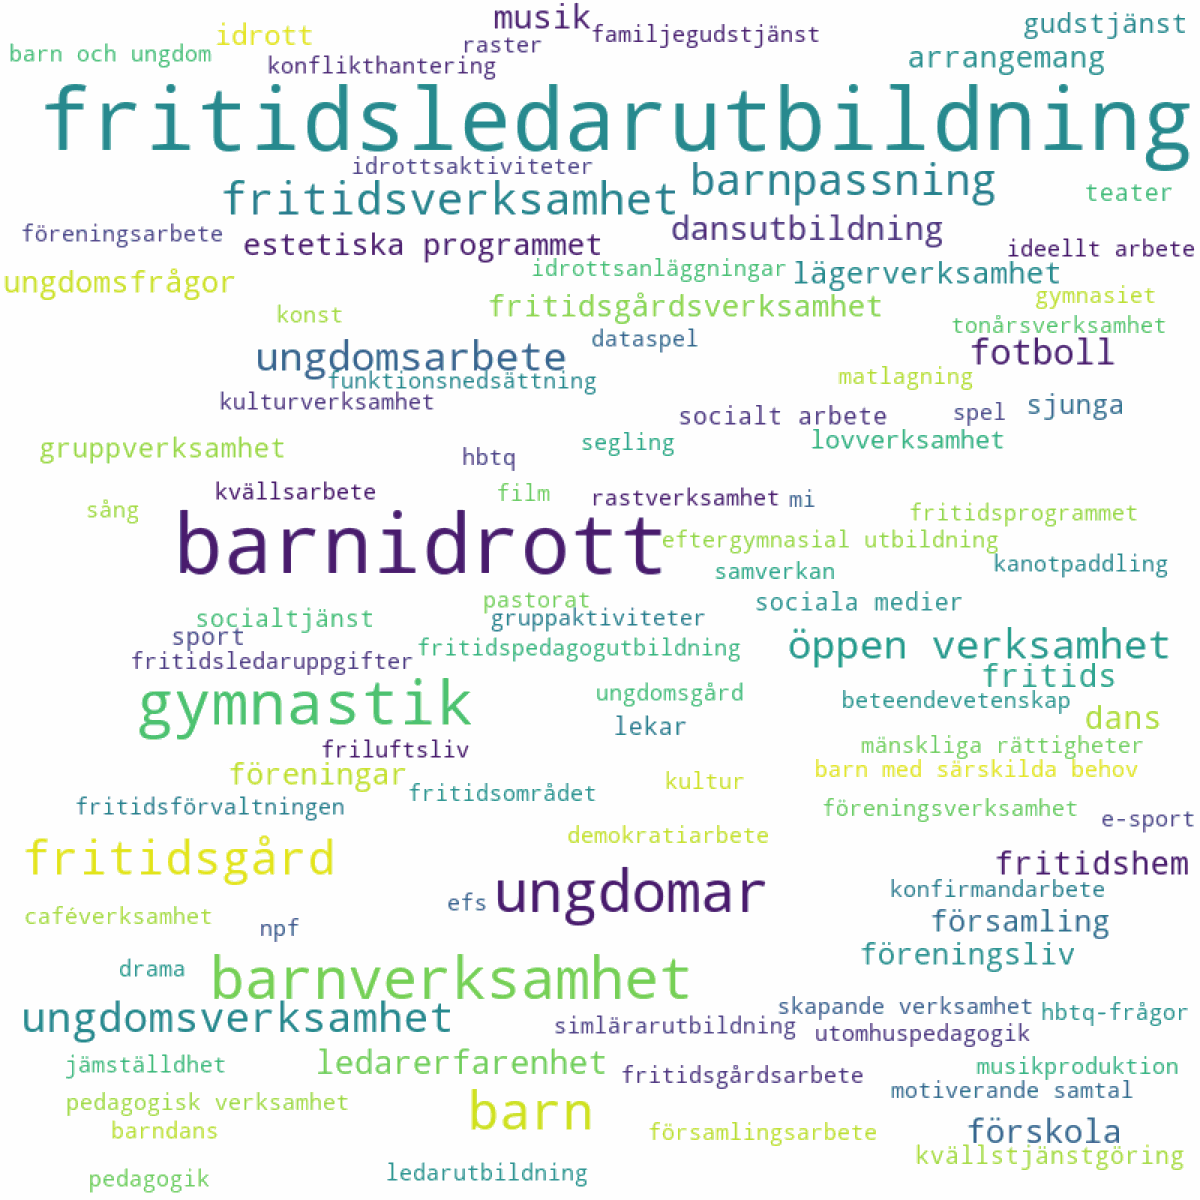 musik
gudstjänst
idrott
familjegudstjänst
barn och ungdom
raster
arrangemang
konflikthantering
fritidsledarutbildning
idrottsaktiviteter
barnpassning
teater
fritidsverksamhet
dansutbildning
föreningsarbete
estetiska programmet
ideellt arbete
ungdomsfrågor
idrottsanläggningar
lägerverksamhet
gymnasiet
konst
fritidsgårdsverksamhet
tonårsverksamhet
dataspel
ungdomsarbete
fotboll
funktionsnedsättning
matlagning
kulturverksamhet
socialt arbete
spel
sjunga
gruppverksamhet
segling
lovverksamhet
hbtq
kvällsarbete
film
rastverksamhet
mi
sång
fritidsprogrammet
barnidrott
eftergymnasial utbildning
samverkan
kanotpaddling
pastorat
sociala medier
socialtjänst
gruppaktiviteter
sport
fritidspedagogutbildning
öppen verksamhet
fritidsledaruppgifter
fritids
gymnastik
ungdomsgård
beteendevetenskap
lekar
dans
friluftsliv
mänskliga rättigheter
föreningar
kultur
barn med särskilda behov
fritidsförvaltningen
fritidsområdet
föreningsverksamhet
e-sport
demokratiarbete
fritidsgård
fritidshem
ungdomar
konfirmandarbete
efs
caféverksamhet
npf
församling
föreningsliv
drama
barnverksamhet
skapande verksamhet
hbtq-frågor
ungdomsverksamhet
simlärarutbildning
utomhuspedagogik
jämställdhet
ledarerfarenhet
fritidsgårdsarbete
musikproduktion
motiverande samtal
pedagogisk verksamhet
barn
barndans
församlingsarbete
förskola
kvällstjänstgöring
pedagogik
ledarutbildning